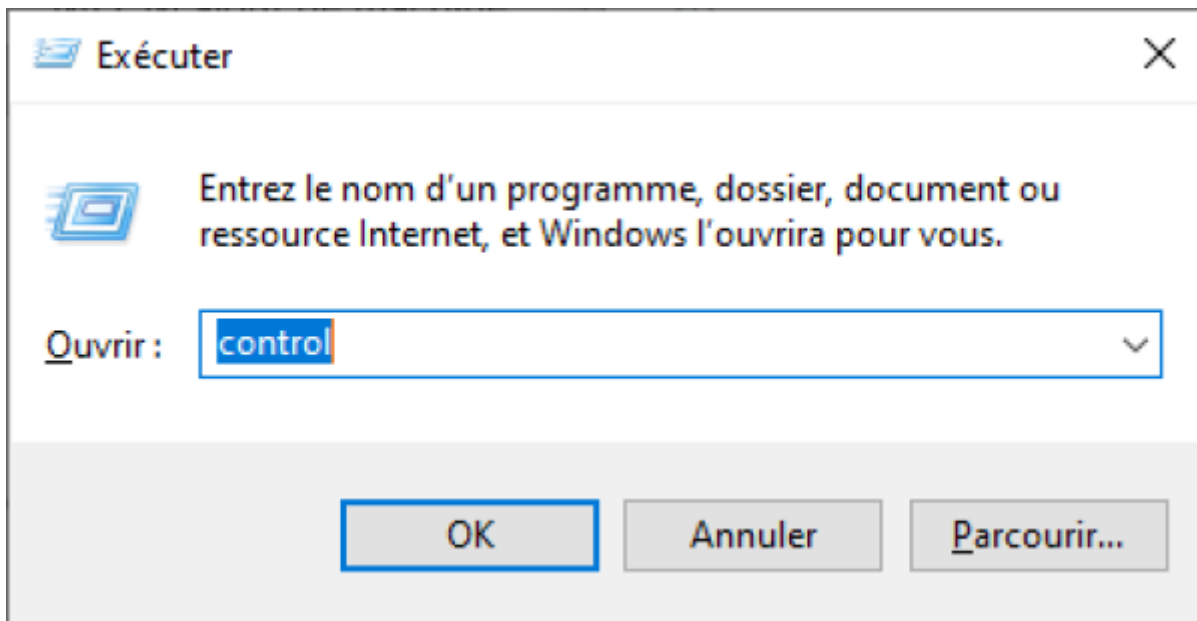 Exécuter
Entrez le nom d'un programme, dossier, document ou
ressource Internet, et Windows l'ouvrira pour vous.
Ouvrir : control
OK Annuler Parcourir...